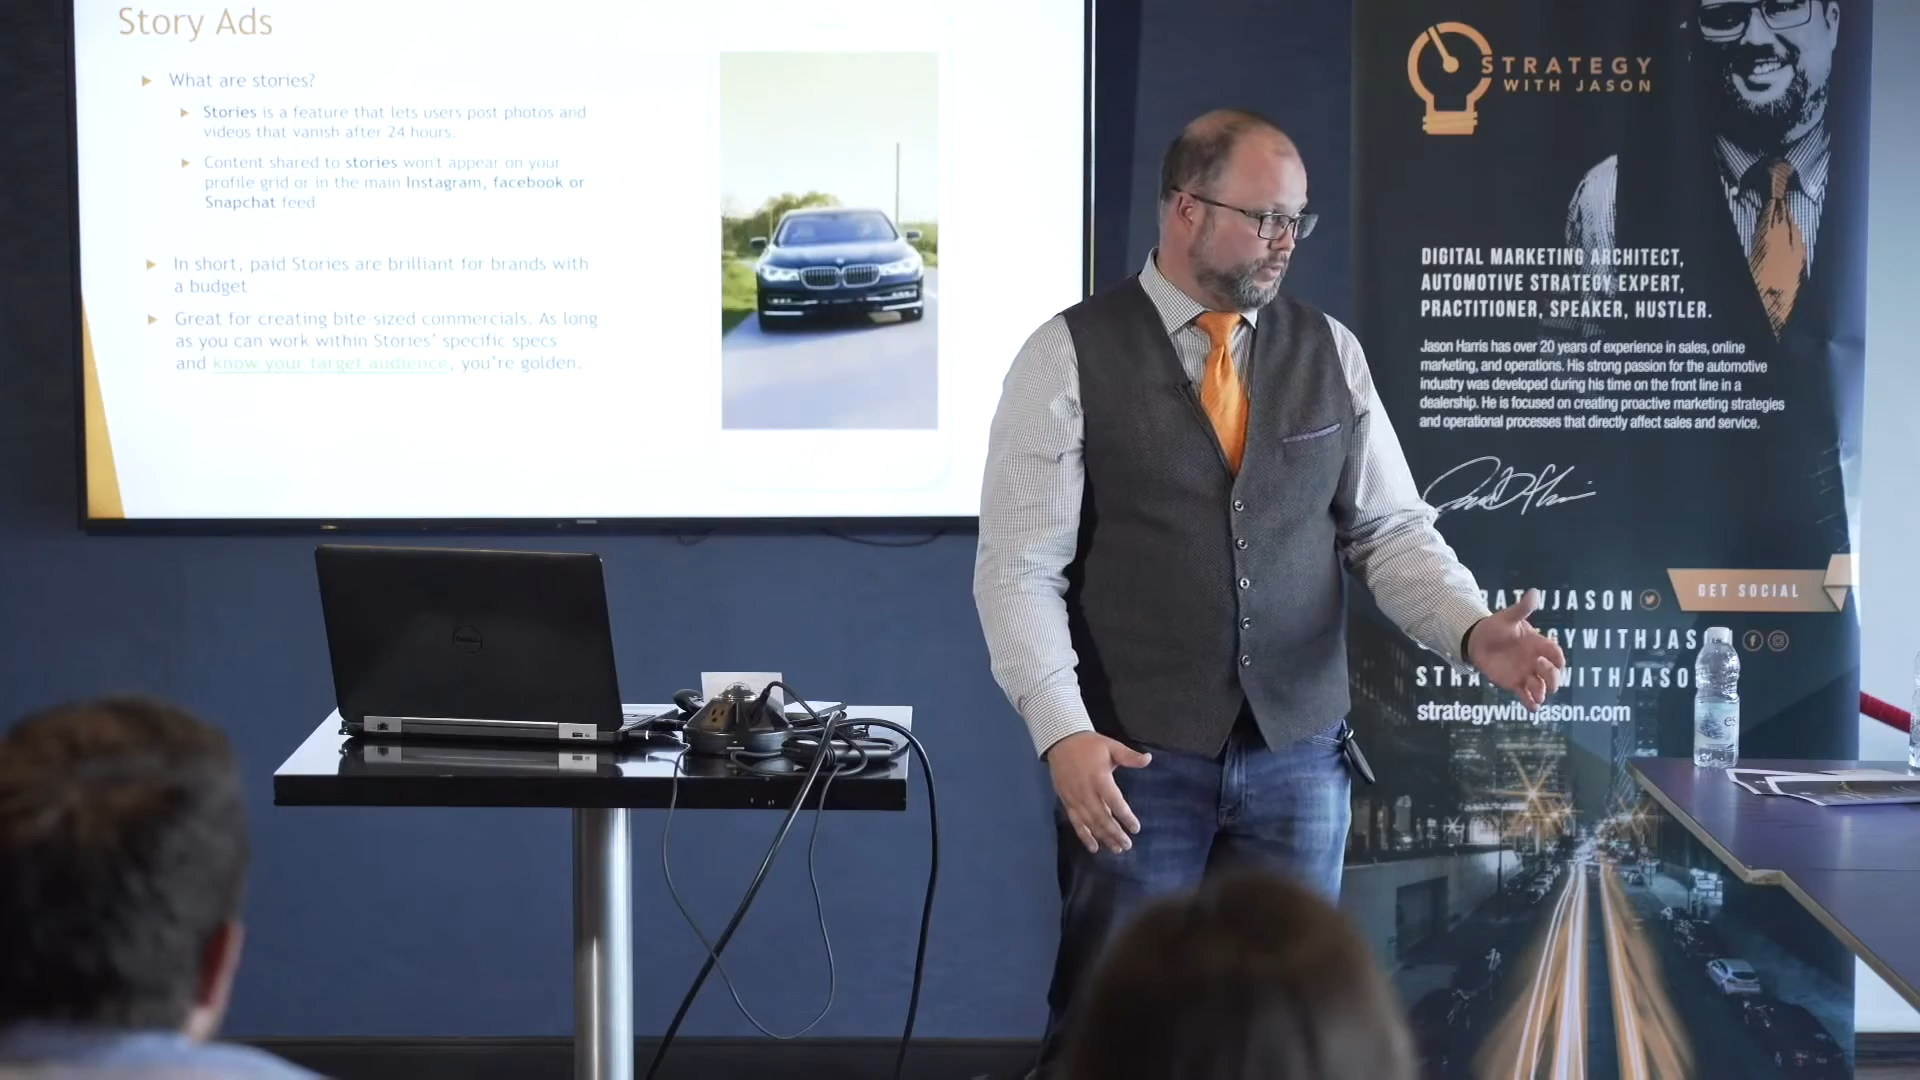 Story Ads
What are stories?
Stories is a feature that lets users post photos and
videos that vanish after 24 hours.
Content shared to stories won't appear on your
profile grid or in the main Instagram, facebook or
Snapchat feed
In short, paid Stories are brilliant for brands with
a budget
Great for creating bite-sized commercials. As long
as you can work within Stories’ specific specs
and know your target audience, you’re golden.
DELL
STRATEGY
WITH JASON
DIGITAL MARKETING ARCHITECT,
AUTOMOTIVE STRATEGY EXPERT,
PRACTITIONER, SPEAKER, HUSTLER.
Jason Harris has over 20 years of experience in sales, online
marketing, and operations. His strong passion for the automotive
industry was developed during his time on the front line in a
dealership. He is focused on creating proactive marketing strategies
and operational processes that directly affect sales and service.
GET SOCIAL
RATWJASON
EGYWITHJAS
STRA WITHJASO
strategywithjason.com